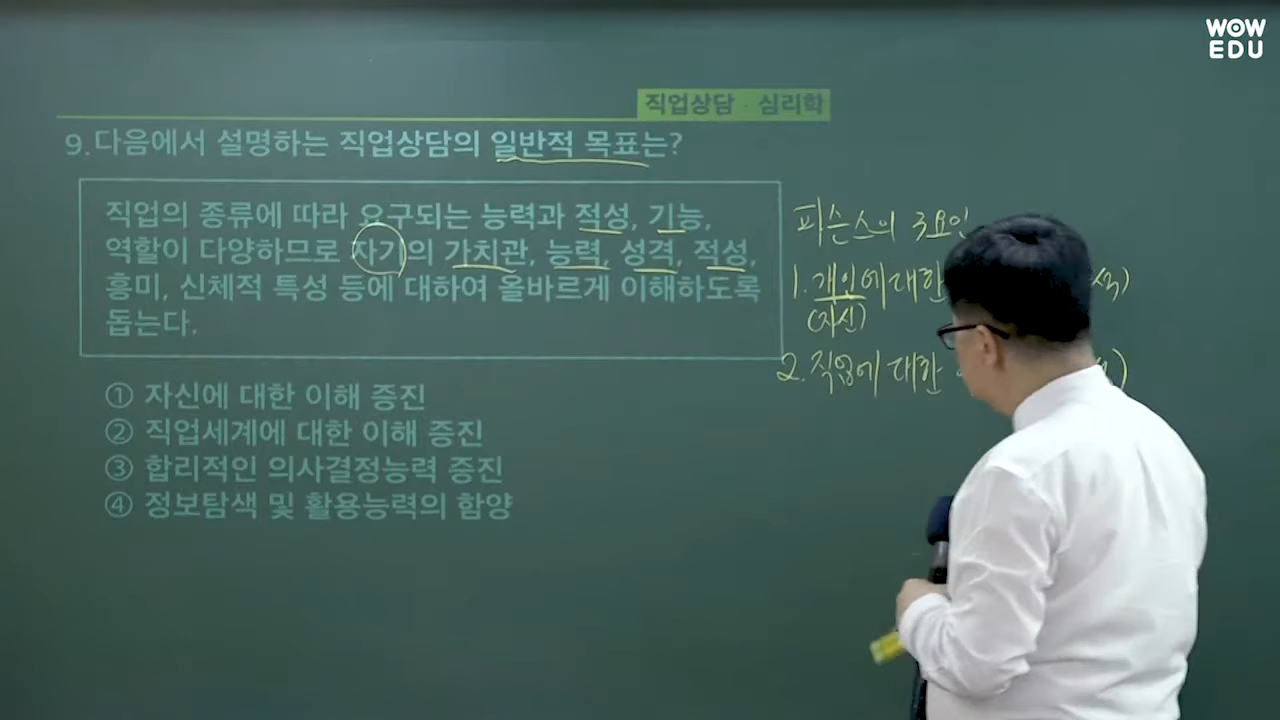 WOW
EDU
직업상담 · 심리학
9. 다음에서 설명하는 직업상담의 일반적 목표는?
직업의 종류에 따라 요구되는 능력과 적성, 기능,
역할이 다양하므로 자기의 가치관, 능력, 성격, 적성,
흥미, 신체적 특성 등에 대하여 올바르게 이해하도록
돕는다.
① 자신에 대한 이해 증진
② 직업세계에 대한 이해 증진
③ 합리적인 의사결정능력 증진
④ 정보탐색 및 활용능력의 함양
피슨스의 3요인
1. 개인에 대한
(자신)
2. 직업에 대한